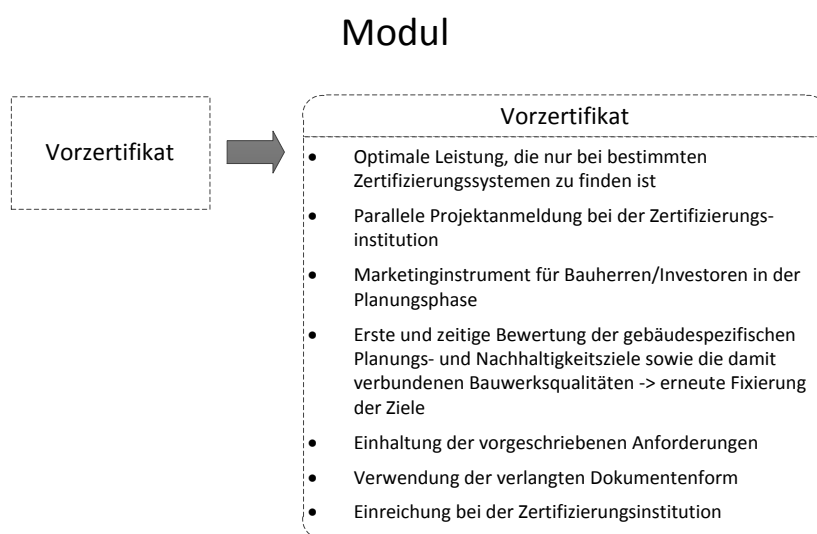 Modul
Vorzertifikat
Vorzertifikat
• Optimale Leistung, die nur bei bestimmten
Zertifizierungssystemen zu finden ist
• Parallele Projektanmeldung bei der Zertifizierungs-
institution
• Marketinginstrument für Bauherren/Investoren in der
Planungsphase
• Erste und zeitige Bewertung der gebäudespezifischen
Planungs- und Nachhaltigkeitsziele sowie die damit
verbundenen Bauwerksqualitäten -> erneute Fixierung
der Ziele
• Einhaltung der vorgeschriebenen Anforderungen
• Verwendung der verlangten Dokumentenform
• Einreichung bei der Zertifizierungsinstitution